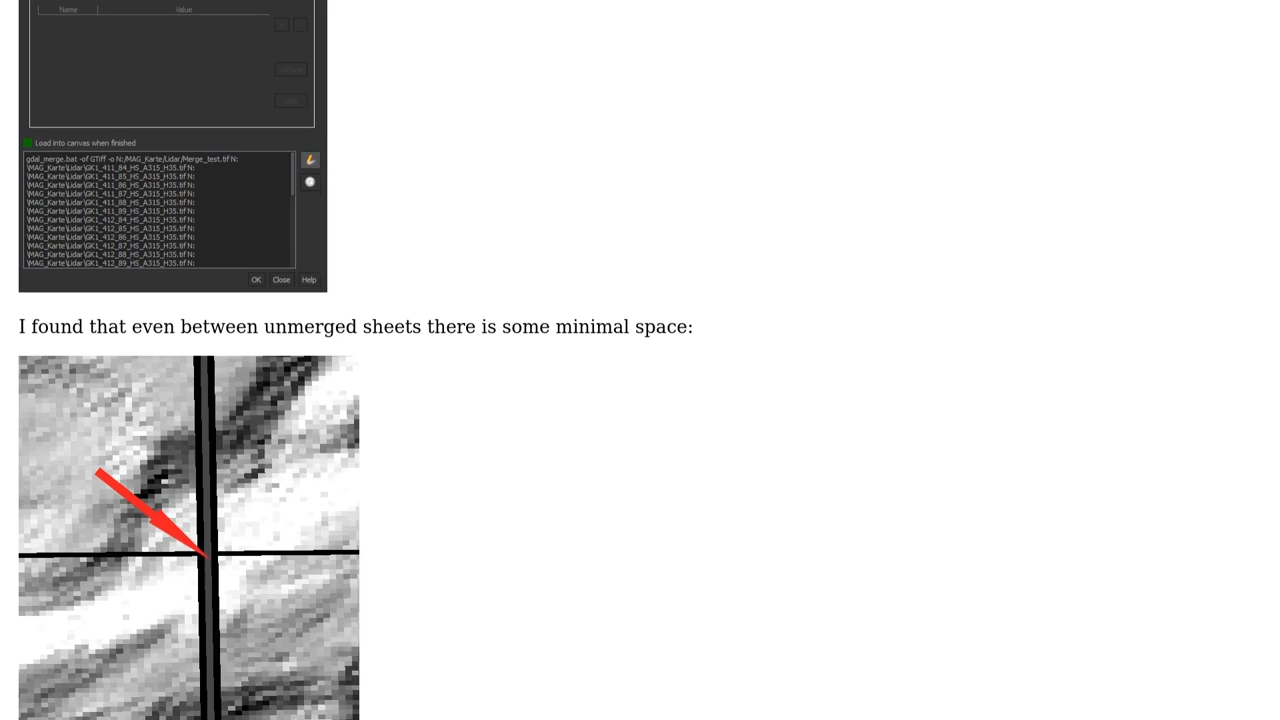 Name Value
Load into canvas when finished
gdal_merge.bat -of GTiff -o N:/MAG_Karte/Lidar/Merge_test.tif N:
\MAG_Karte\Lidar\GK1_411_84_HS_A315_H35.tif N:
\MAG_Karte\Lidar\GK1_411_85_HS_A315_H35.tif N:
\MAG_Karte\Lidar\GK1_411_86_HS_A315_H35.tif N:
\MAG_Karte\Lidar\GK1_411_87_HS_A315_H35.tif N:
\MAG_Karte\Lidar\GK1_411_88_HS_A315_H35.tif N:
\MAG_Karte\Lidar\GK1_411_89_HS_A315_H35.tif N:
\MAG_Karte\Lidar\GK1_412_84_HS_A315_H35.tif N:
\MAG_Karte\Lidar\GK1_412_85_HS_A315_H35.tif N:
\MAG_Karte\Lidar\GK1_412_86_HS_A315_H35.tif N:
\MAG_Karte\Lidar\GK1_412_87_HS_A315_H35.tif N:
\MAG_Karte\Lidar\GK1_412_88_HS_A315_H35.tif N:
\MAG_Karte\Lidar\GK1_412_89_HS_A315_H35.tif N:
OK Close Help
I found that even between unmerged sheets there is some minimal space: